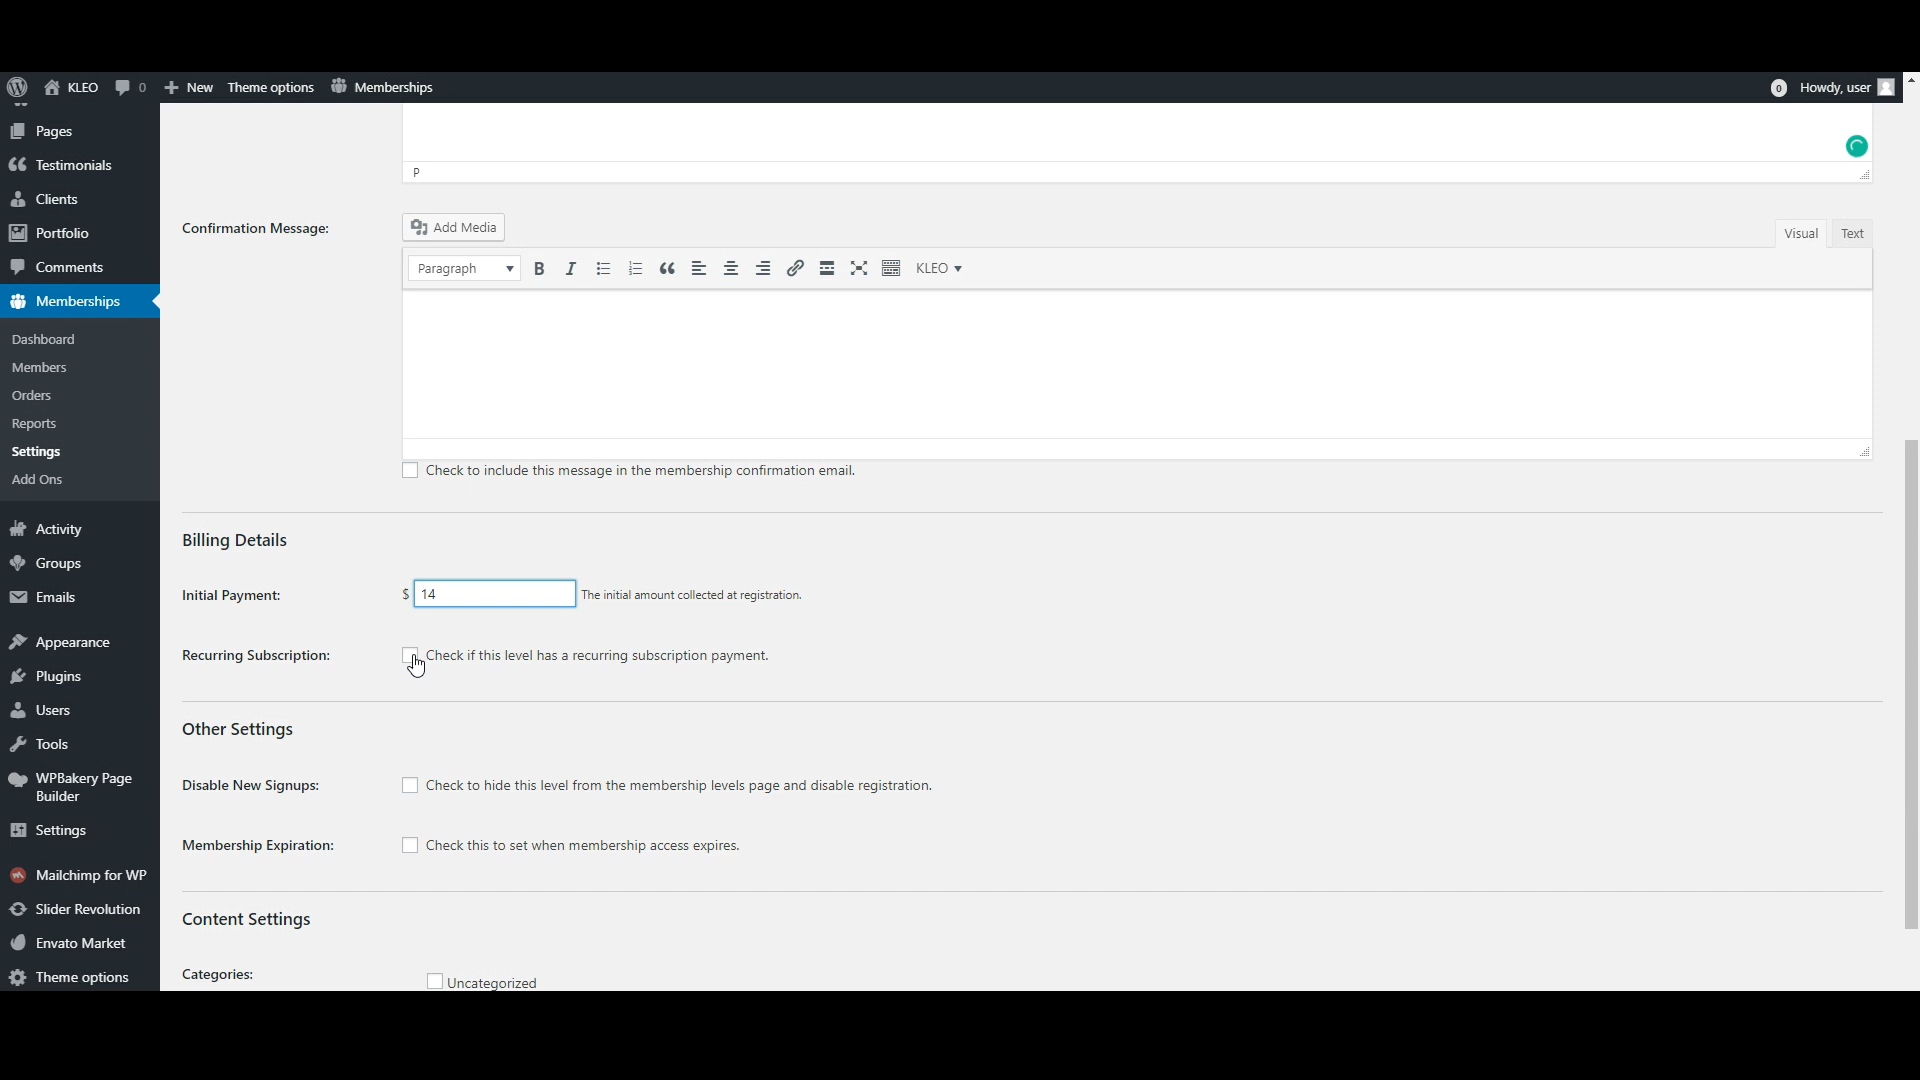 KLEO 0 New Theme options Memberships 0 Howdy, user
Pages
Testimonials
Clients
Portfolio
Comments
Memberships
Dashboard
Members
Orders
Reports
Settings
Add Ons
Activity
Groups
Emails
Appearance
Plugins
Users
Tools
WPBakery Page
Builder
Settings
Mailchimp for WP
Slider Revolution
Envato Market
Theme options
P
Confirmation Message: Add Media Visual Text
Paragraph B I KLEO
Check to include this message in the membership confirmation email.
Billing Details
Initial Payment: $ 14 The initial amount collected at registration.
Recurring Subscription: Check if this level has a recurring subscription payment.
Other Settings
Disable New Signups: Check to hide this level from the membership levels page and disable registration.
Membership Expiration: Check this to set when membership access expires.
Content Settings
Categories: Uncategorized